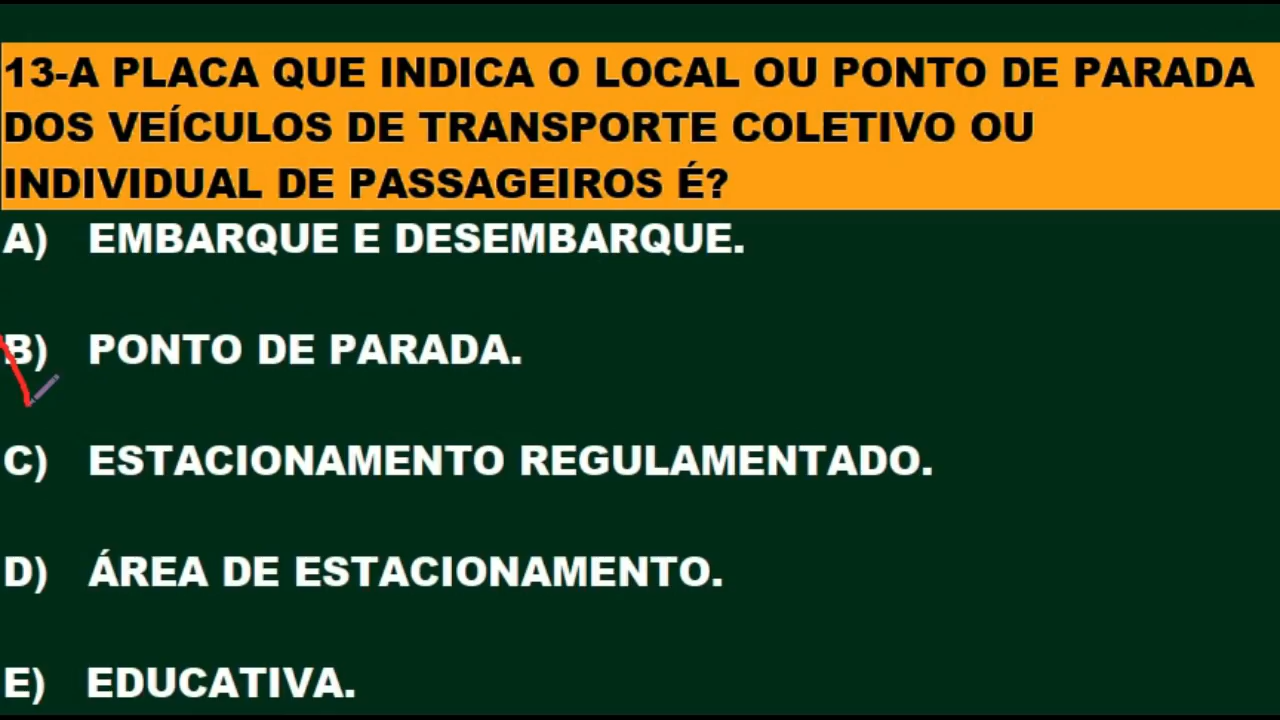 13-A PLACA QUE INDICA O LOCAL OU PONTO DE PARADA
DOS VEÍCULOS DE TRANSPORTE COLETIVO OU
INDIVIDUAL DE PASSAGEIROS É?
A) EMBARQUE E DESEMBARQUE.
B) PONTO DE PARADA.
C) ESTACIONAMENTO REGULAMENTADO.
D) ÁREA DE ESTACIONAMENTO.
E) EDUCATIVA.